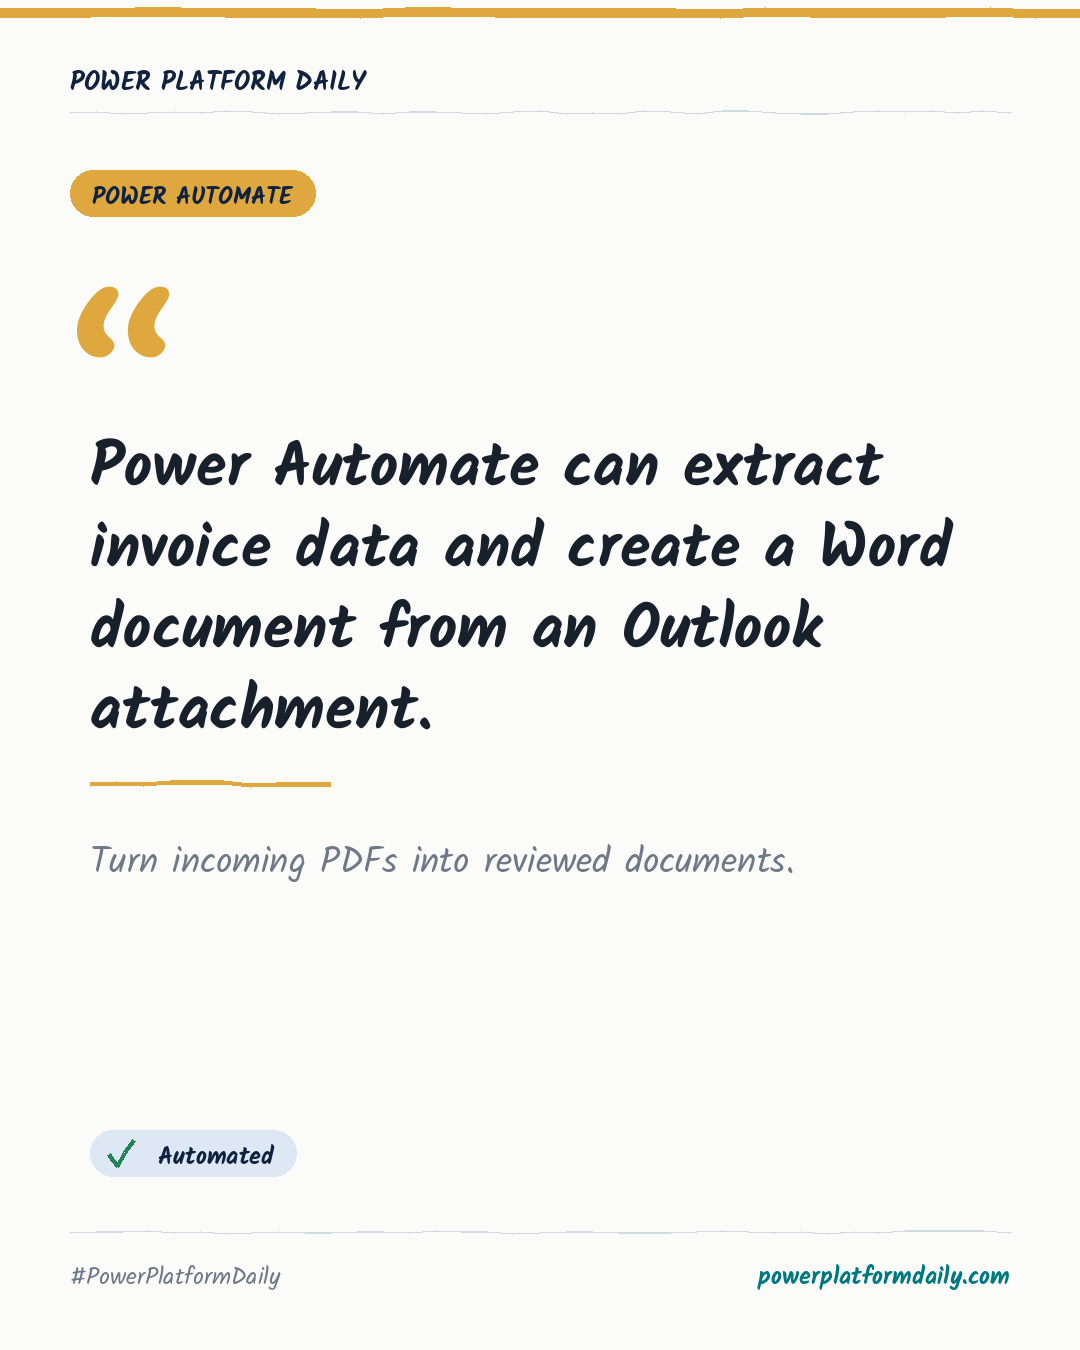 POWER PLATFORM DAILY
POWER AUTOMATE
“
Power Automate can extract
invoice data and create a Word
document from an Outlook
attachment.
Turn incoming PDFs into reviewed documents.
Automated
#PowerPlatformDaily
powerplatformdaily.com